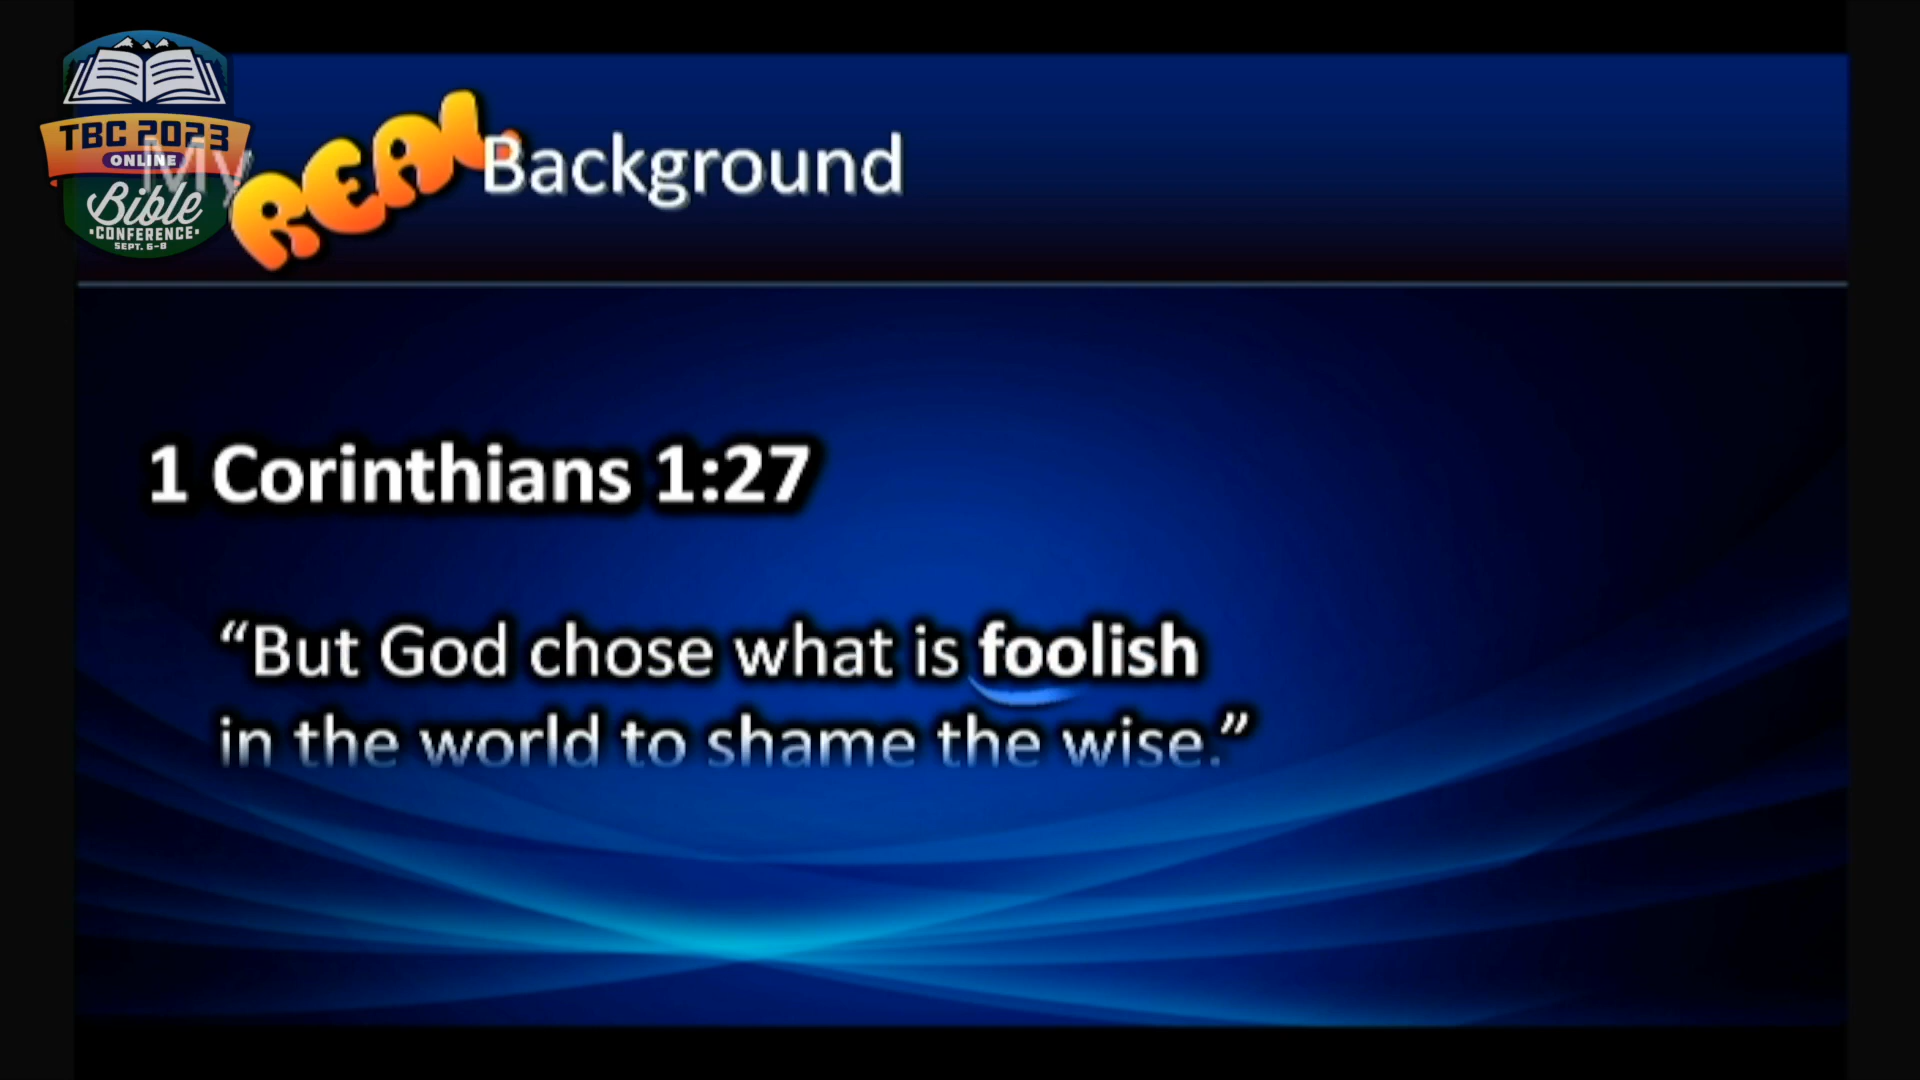 TBC 2023
ONLINE
Bible
•CONFERENCE•
SEPT. 6-8
My REAL Background
1 Corinthians 1:27
“But God chose what is foolish
in the world to shame the wise.”